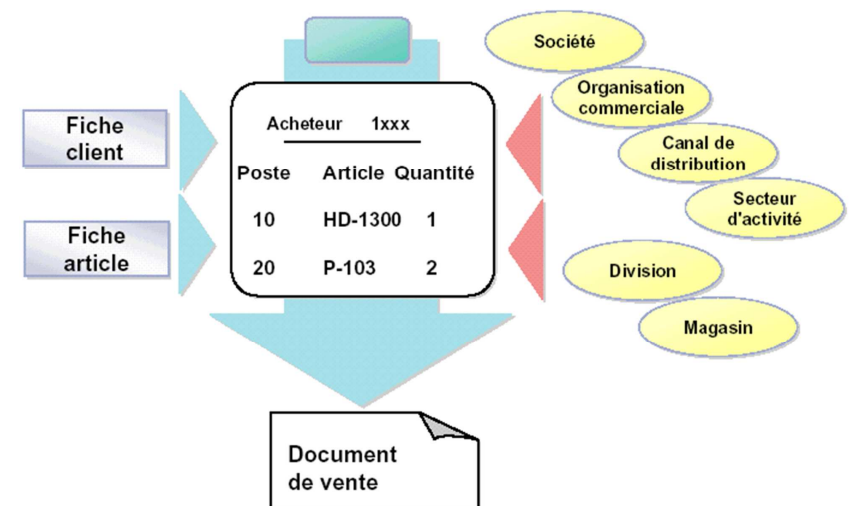 Société
Organisation
commerciale
Canal de
distribution
Secteur
d'activité
Division
Magasin
Fiche
client
Fiche
article
Acheteur 1xxx
Poste Article Quantité
10 HD-1300 1
20 P-103 2
Document
de vente